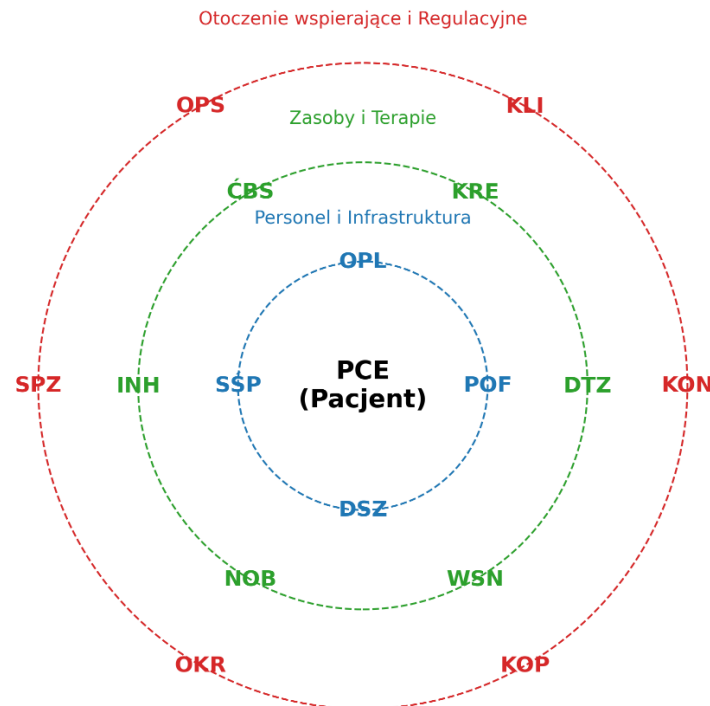 Otoczenie wspierające i Regulacyjne
OPS
KLI
Zasoby i Terapie
ĆBS
KRE
Personel i Infrastruktura
OPL
PCE
(Pacjent)
SPZ
INH
SŚP
POF
DTZ
KON
DSZ
NOB
WSN
OKR
KOP